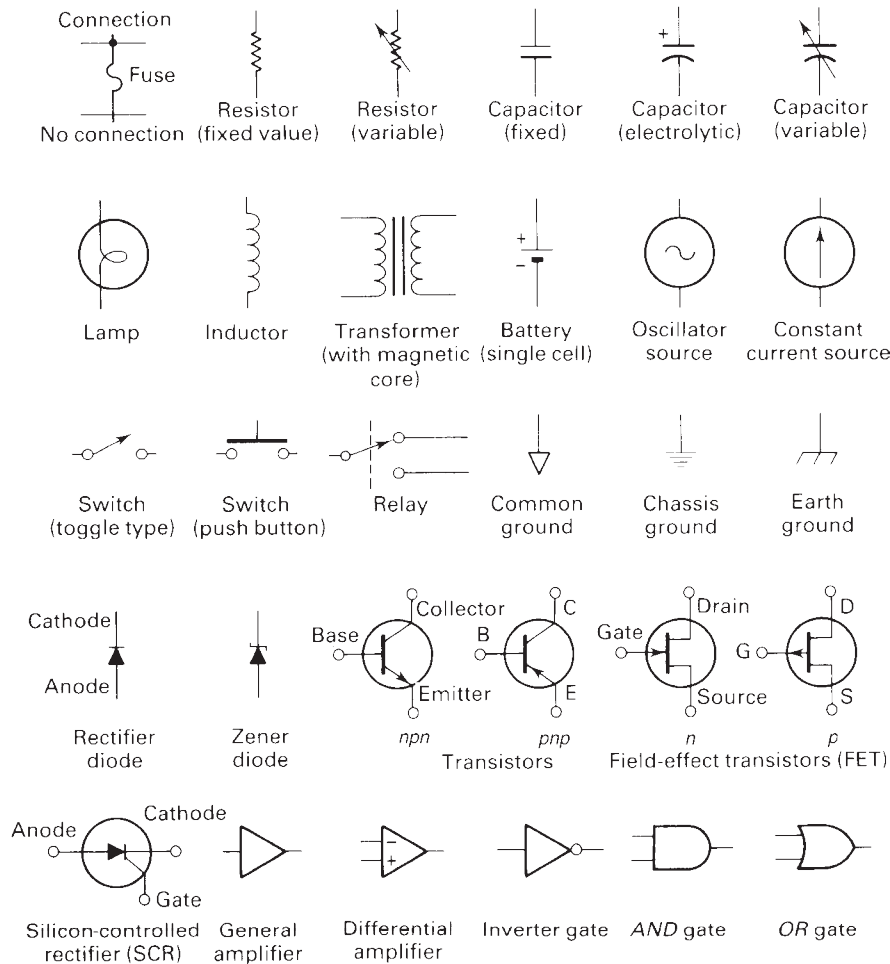 Connection
Fuse
No connection
Resistor
(fixed value)
Resistor
(variable)
Capacitor
(fixed)
+
Capacitor
(electrolytic)
Capacitor
(variable)
Lamp
Inductor
Transformer
(with magnetic
core)
+
−
Battery
(single cell)
Oscillator
source
Constant
current source
Switch
(toggle type)
Switch
(push button)
Relay
Common
ground
Chassis
ground
Earth
ground
Cathode
Anode
Rectifier
diode
Zener
diode
Collector
Base
Emitter
npn
C
B
E
pnp
Transistors
Drain
Gate
Source
n
D
G
S
p
Field-effect transistors (FET)
Cathode
Anode
Gate
Silicon-controlled
rectifier (SCR)
General
amplifier
−
+
Differential
amplifier
Inverter gate
AND gate
OR gate